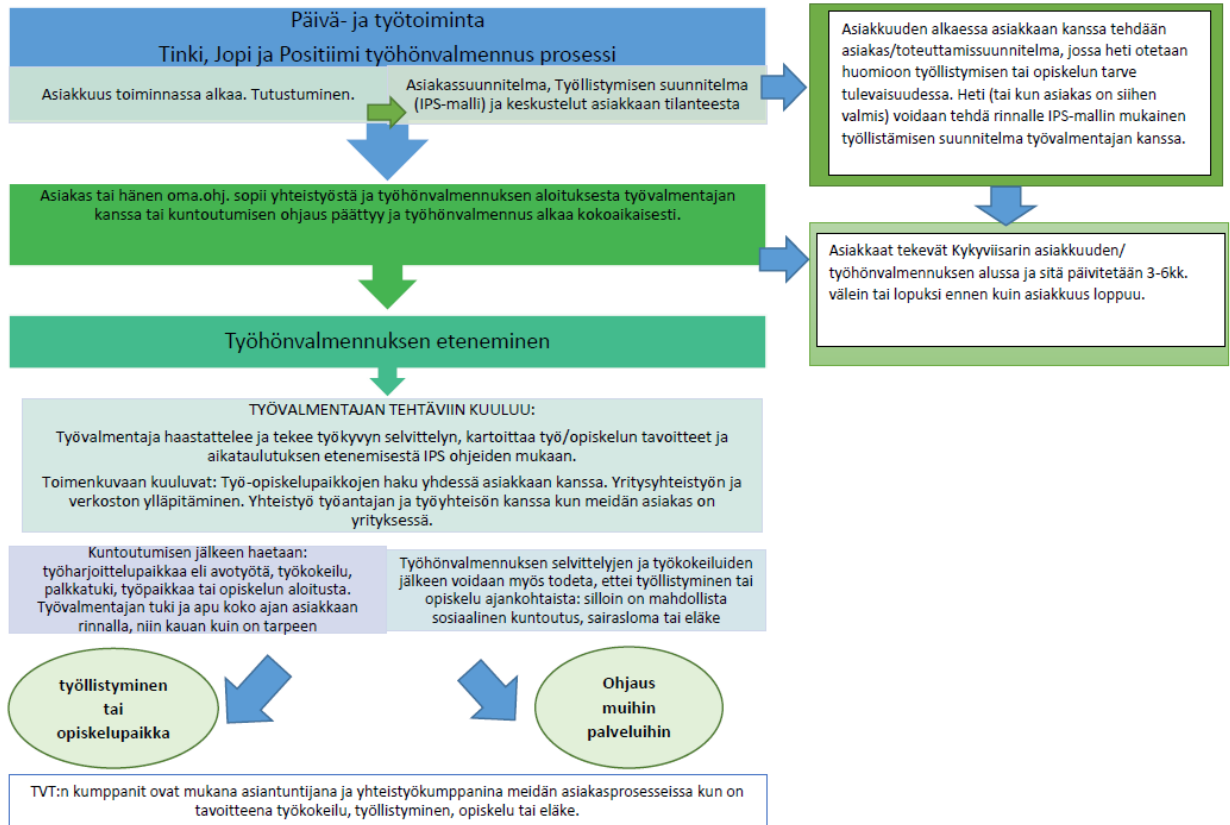 Päivä- ja työtoiminta
Tinki, Jopi ja Positiimi työhönvalmennus prosessi
Asiakkuus toiminnassa alkaa. Tutustuminen.
Asiakassuunnitelma, Työllistymisen suunnitelma
(IPS-malli) ja keskustelut asiakkaan tilanteesta
Asiakkuuden alkaessa asiakkaan kanssa tehdään
asiakas/toteuttamissuunnitelma, jossa heti otetaan
huomioon työllistymisen tai opiskelun tarve
tulevaisuudessa. Heti (tai kun asiakas on siihen
valmis) voidaan tehdä rinnalle IPS-mallin mukainen
työllistämisen suunnitelma työvalmentajan kanssa.
Asiakas tai hänen oma.ohj. sopii yhteistyöstä ja työhönvalmennuksen aloituksesta työvalmentajan
kanssa tai kuntoutumisen ohjaus päättyy ja työhönvalmennus alkaa kokoaikaisesti.
Asiakkaat tekevät Kykyviisarin asiakkuuden/
työhönvalmennuksen alussa ja sitä päivitetään 3-6kk.
välein tai lopuksi ennen kuin asiakkuus loppuu.
Työhönvalmennuksen eteneminen
TYÖVALMENTAJAN TEHTÄVIIN KUULUU:
Työvalmentaja haastattelee ja tekee työkyvyn selvittelyn, kartoittaa työ/opiskelun tavoitteet ja
aikataulutuksen etenemisestä IPS ohjeiden mukaan.
Toimenkuvaan kuuluvat: Työ-opiskelupaikkojen haku yhdessä asiakkaan kanssa. Yritysyhteistyön ja
verkoston ylläpitäminen. Yhteistyö työantajan ja työyhteisön kanssa kun meidän asiakas on
yrityksessä.
Kuntoutumisen jälkeen haetaan:
työharjoittelupaikkaa eli avotyötä, työkokeilu,
palkkatuki, työpaikkaa tai opiskelun aloitusta.
Työvalmentajan tuki ja apu koko ajan asiakkaan
rinnalla, niin kauan kuin on tarpeen
Työhönvalmennuksen selvittelyjen ja työkokeiluiden
jälkeen voidaan myös todeta, ettei työllistyminen tai
opiskelu ajankohtaista: silloin on mahdollista
sosiaalinen kuntoutus, sairasloma tai eläke
työllistyminen
tai
opiskelupaikka
Ohjaus
muihin
palveluihin
TVT:n kumppanit ovat mukana asiantuntijana ja yhteistyökumppanina meidän asiakasprosesseissa kun on
tavoitteena työkokeilu, työllistyminen, opiskelu tai eläke.